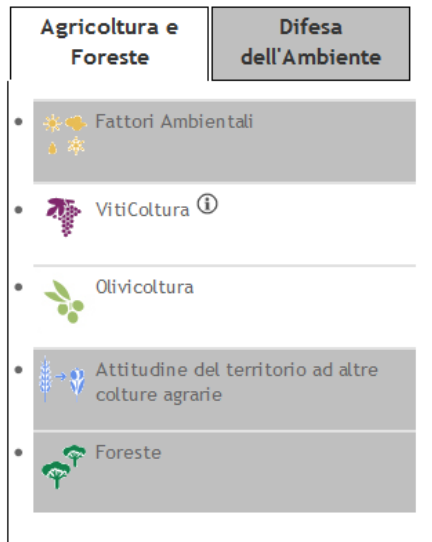 Agricoltura e
Foreste
Difesa
dell'Ambiente
Fattori Ambientali
VitiColtura ⓘ
Olivicoltura
Attitudine del territorio ad altre
colture agrarie
Foreste